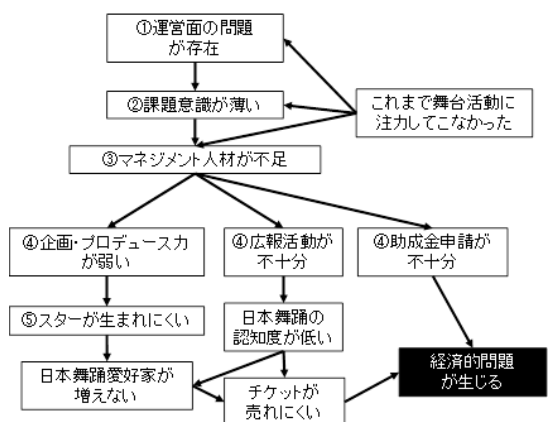 ①運営面の問題
が存在
②課題意識が薄い
これまで舞台活動に
注力してこなかった
③マネジメント人材が不足
④企画・プロデュース力
が弱い
④広報活動が
不十分
④助成金申請が
不十分
⑤スターが生まれにくい
日本舞踊の
認知度が低い
日本舞踊愛好家が
増えない
チケットが
売れにくい
経済的問題
が生じる